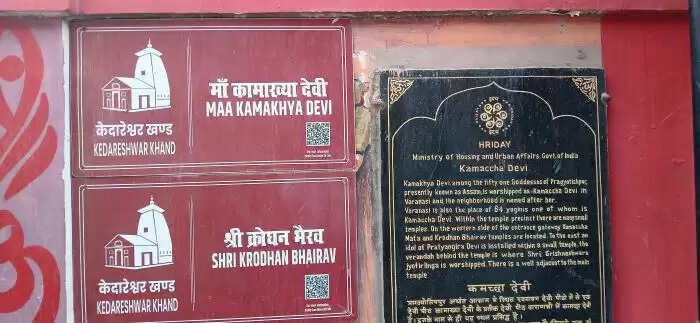 माँ कामाख्या देवी
MAA KAMAKHYA DEVI
केदारेश्वर खण्ड
KEDARESHWAR KHAND
श्री क्रोधन भैरव
SHRI KRODHAN BHAIRAV
केदारेश्वर खण्ड
KEDARESHWAR KHAND
HRIDAY
Ministry of Housing and Urban Affairs, Govt. of India
Kamaccha Devi
Kamakhya Devi among the fifty one Goddesses of Pragyotishpur,
presently known as Assam, is worshipped as Kamaccha Devi in
Varanasi and the neighborhood is named after her.
Varanasi is also the place of 64 yoginis one of whom is
Kamaccha Devi. Within the temple precinct there are many small
temples. On the western side of the entrance gateway
Mata and Krodhan Bhairav temples are located. To the east an
idol of Pratyangira Devi is installed within a small temple, the
verandah behind the temple is where Shri Grishneshwara
jyotirlinga is worshipped. There is a well adjacent to the main
temple
कमच्छा देवी